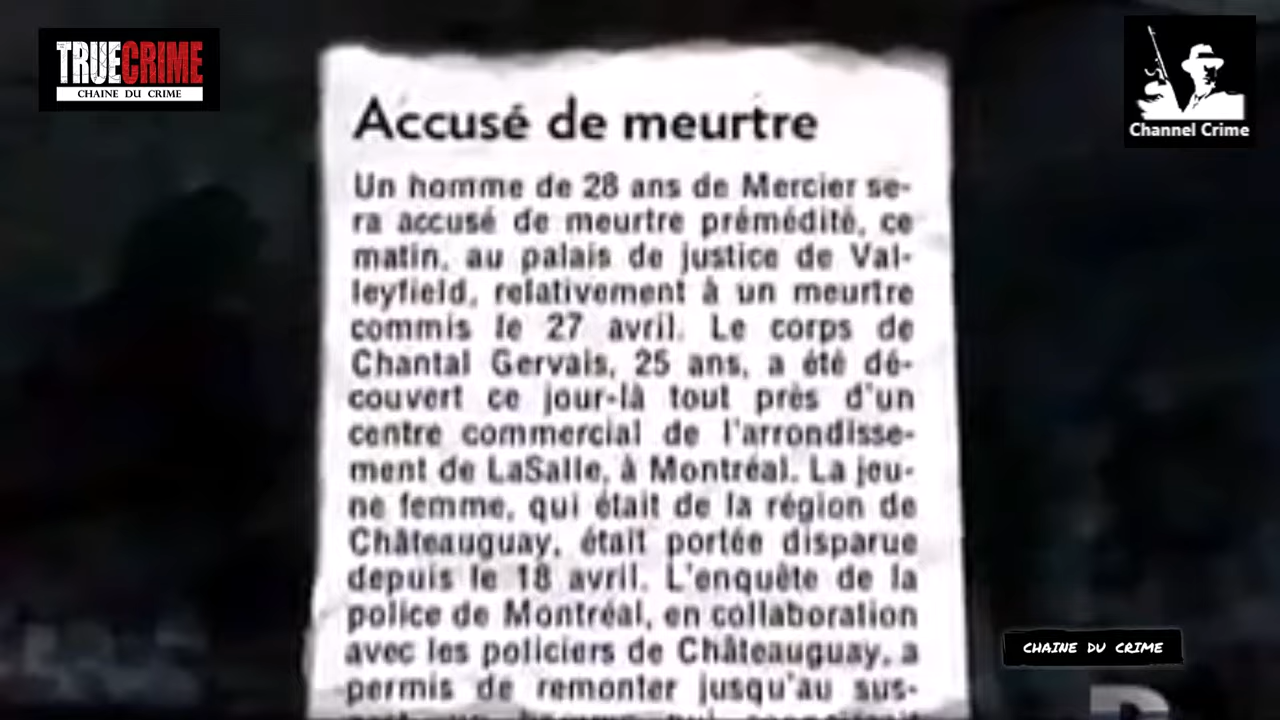 TRUECRIME
CHAINE DU CRIME
Channel Crime
Accusé de meurtre
Un homme de 28 ans de Mercier se-
ra accusé de meurtre prémédité, ce
matin, au palais de justice de Val-
leyfield, relativement à un meurtre
commis le 27 avril. Le corps de
Chantal Gervais, 25 ans, a été dé-
couvert ce jour-là tout près d'un
centre commercial de l'arrondisse-
ment de LaSalle, à Montréal. La jeu-
ne femme, qui était de la région de
Châteauguay, était portée disparue
depuis le 18 avril. L'enquête de la
police de Montréal, en collaboration
avec les policiers de Châteauguay, a
permis de remonter jusqu'au sus-
CHAINE DU CRIME